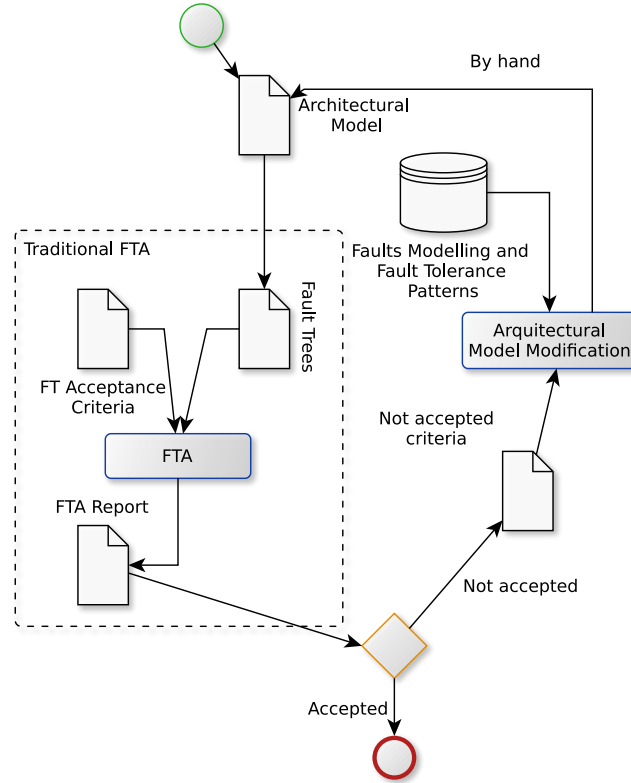 By hand
Architectural
Model
Traditional FTA
Faults Modelling and
Fault Tolerance
Patterns
Fault Trees
Arquitectural
Model Modification
FT Acceptance
Criteria
Not accepted
criteria
FTA
FTA Report
Not accepted
Accepted